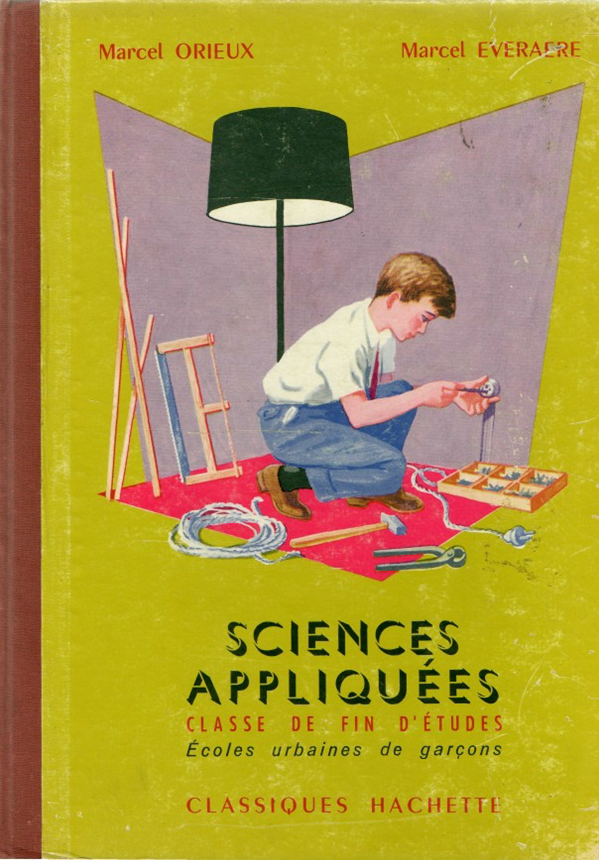 Marcel ORIEUX Marcel EVERAERE
SCIENCES
APPLIQUÉES
CLASSE DE FIN D'ÉTUDES
Écoles urbaines de garçons
CLASSIQUES HACHETTE